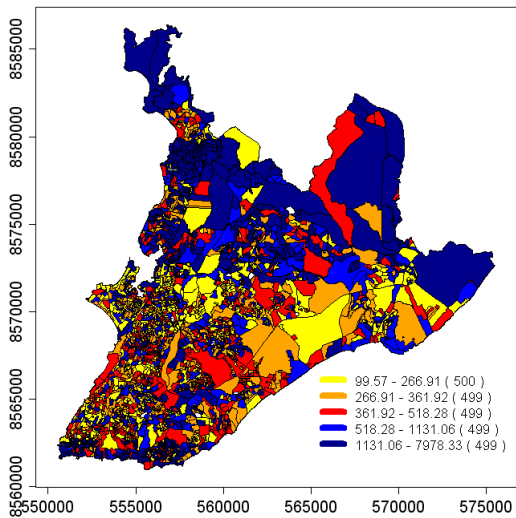 8585000
8580000
8575000
8570000
8565000
8560000
99.57 - 266.91 ( 500 )
266.91 - 361.92 ( 499 )
361.92 - 518.28 ( 499 )
518.28 - 1131.06 ( 499 )
1131.06 - 7978.33 ( 499 )
550000 555000 560000 565000 570000 575000